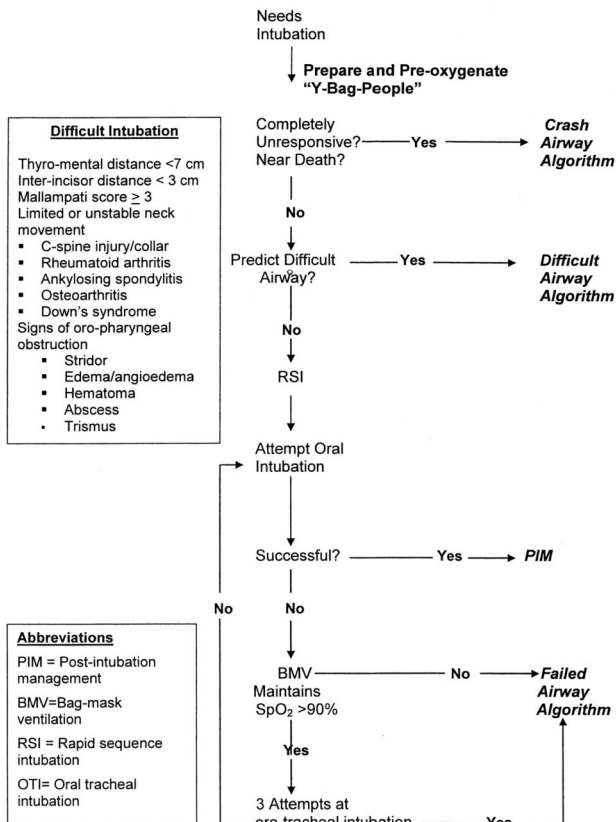 Needs
Intubation
Prepare and Pre-oxygenate
“Y-Bag-People”
Difficult Intubation
Thyro-mental distance <7 cm
Inter-incisor distance < 3 cm
Mallampati score ≥ 3
Limited or unstable neck
movement
▪ C-spine injury/collar
▪ Rheumatoid arthritis
▪ Ankylosing spondylitis
▪ Osteoarthritis
▪ Down’s syndrome
Signs of oro-pharyngeal
obstruction
▪ Stridor
▪ Edema/angioedema
▪ Hematoma
▪ Abscess
▪ Trismus
Completely
Unresponsive?
Near Death?
Yes
Crash
Airway
Algorithm
No
Predict Difficult
Airway?
Yes
Difficult
Airway
Algorithm
No
RSI
Attempt Oral
Intubation
Successful?
Yes
PIM
No
No
BMV
Maintains
SpO₂ >90%
No
Failed
Airway
Algorithm
Yes
3 Attempts at
oro-tracheal intubation
Yes
Abbreviations
PIM = Post-intubation
management
BMV=Bag-mask
ventilation
RSI = Rapid sequence
intubation
OTI= Oral tracheal
intubation